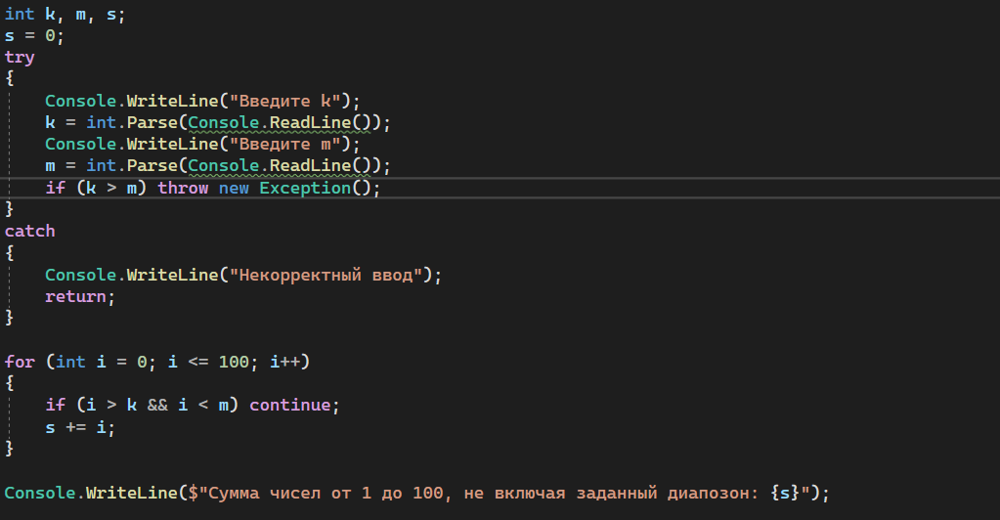 int k, m, s;
s = 0;
try
{
    Console.WriteLine("Введите k");
    k = int.Parse(Console.ReadLine());
    Console.WriteLine("Введите m");
    m = int.Parse(Console.ReadLine());
    if (k > m) throw new Exception();
}
catch
{
    Console.WriteLine("Некорректный ввод");
    return;
}

for (int i = 0; i <= 100; i++)
{
    if (i > k && i < m) continue;
    s += i;
}

Console.WriteLine($"Сумма чисел от 1 до 100, не включая заданный диапозон: {s}");